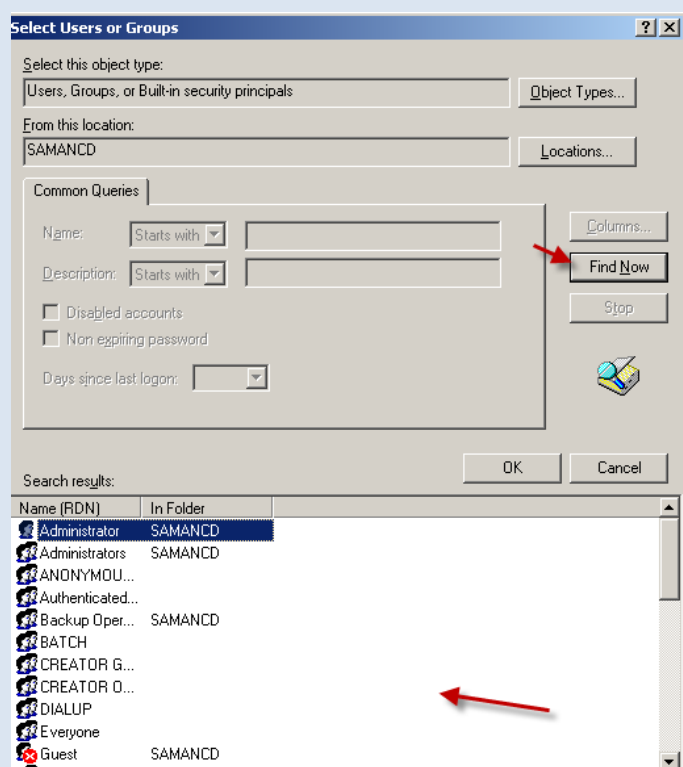 Select Users or Groups
Select this object type:
Users, Groups, or Built-in security principals
Object Types...
From this location:
SAMANCD
Locations...
Common Queries
Name:
Starts with
Columns...
Description:
Starts with
Find Now
Disabled accounts
Stop
Non expiring password
Days since last logon:
OK
Cancel
Search results:
Name (RDN) In Folder
Administrator SAMANCD
Administrators SAMANCD
ANONYMOU...
Authenticated...
Backup Oper... SAMANCD
BATCH
CREATOR G...
CREATOR O...
DIALUP
Everyone
Guest SAMANCD